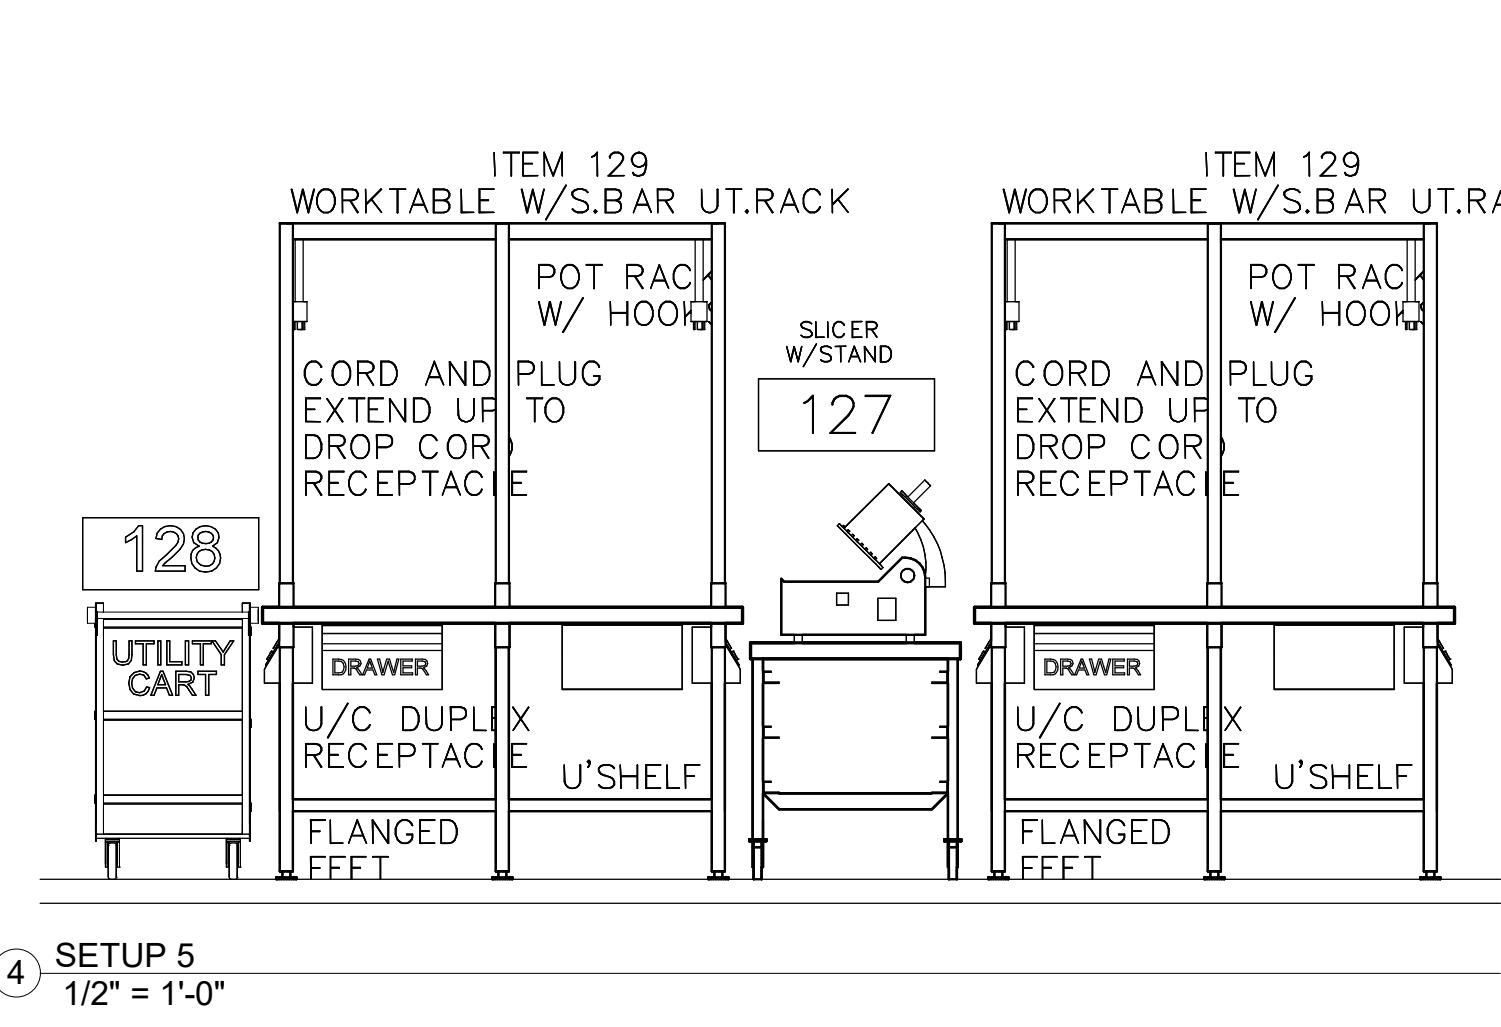 ITEM 129
WORKTABLE W/S.BAR UT.RACK
POT RACK
W/ HOOKS
CORD AND PLUG
EXTEND UP TO
DROP CORD
RECEPTACLE
128
UTILITY
CART
DRAWER
U/C DUPLEX
RECEPTACLE
U'SHELF
FLANGED
FEET
SLICER
W/STAND
127
ITEM 129
WORKTABLE W/S.BAR UT.RA
POT RACK
W/ HOOKS
CORD AND PLUG
EXTEND UP TO
DROP CORD
RECEPTACLE
DRAWER
U/C DUPLEX
RECEPTACLE
U'SHELF
FLANGED
FEET
4
SETUP 5
1/2" = 1'-0"